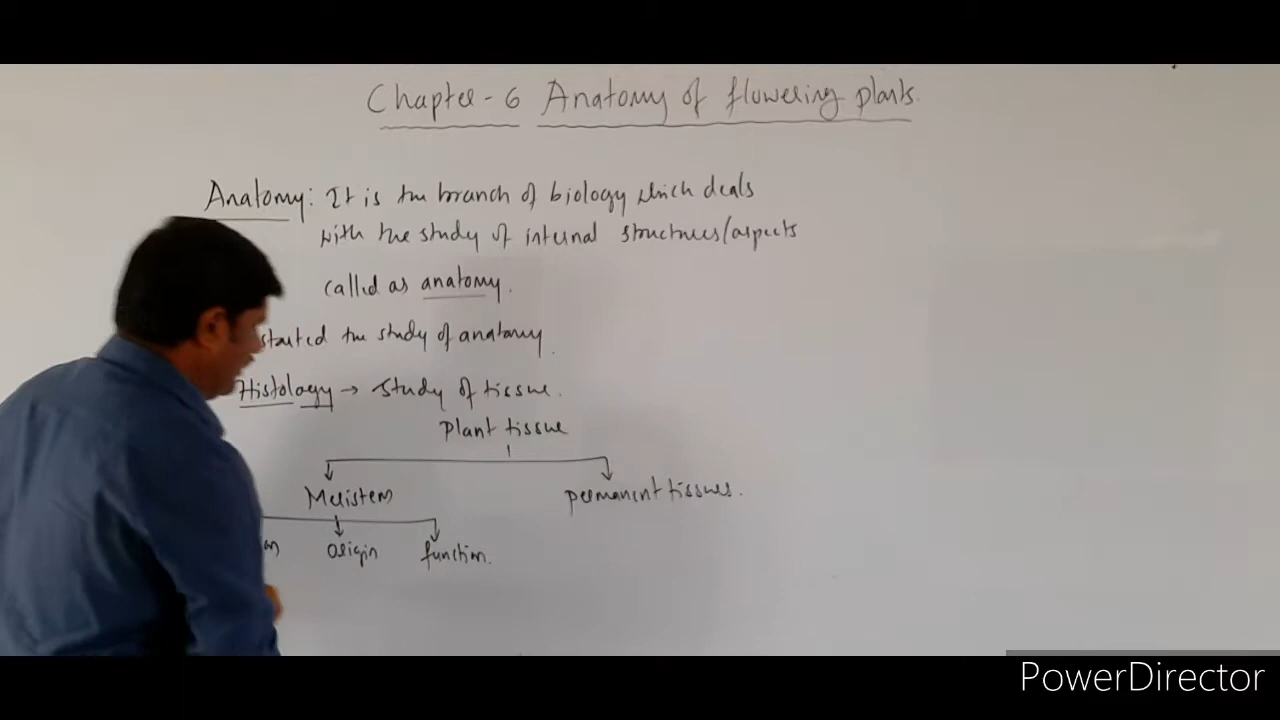 Chapter - 6 Anatomy of flowering plants.
Anatomy: It is the branch of biology which deals
with the study of internal structures/aspects
called as anatomy.
started the study of anatomy.
Histology → Study of tissue.
Plant tissue
Meristem permanent tissues.
origin function.
PowerDirector